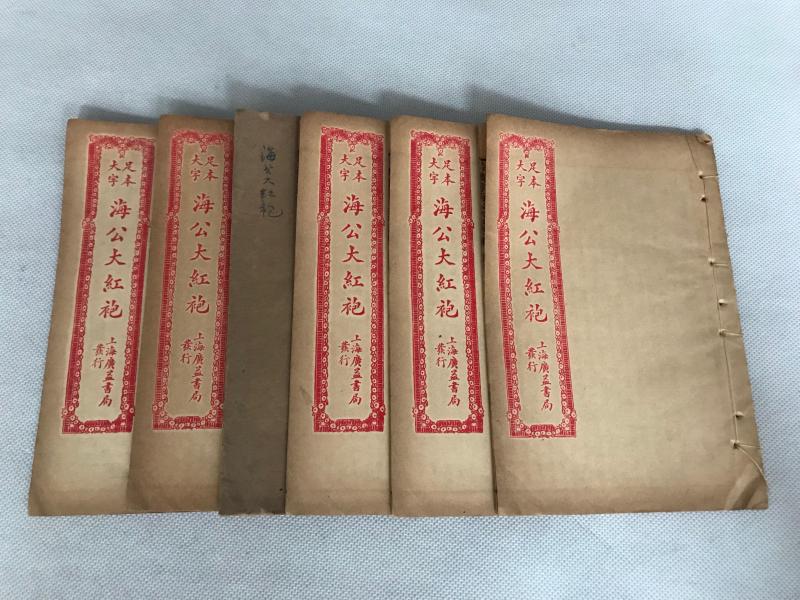 足本
大字
海公大紅袍
上海廣益書局
發行
足本
大字
海公大紅袍
上海廣益書局
發行
海公大红袍
足本
大字
海公大紅袍
上海廣益書局
發行
足本
大字
海公大紅袍
上海廣益書局
發行
足本
大字
海公大紅袍
上海廣益書局
發行